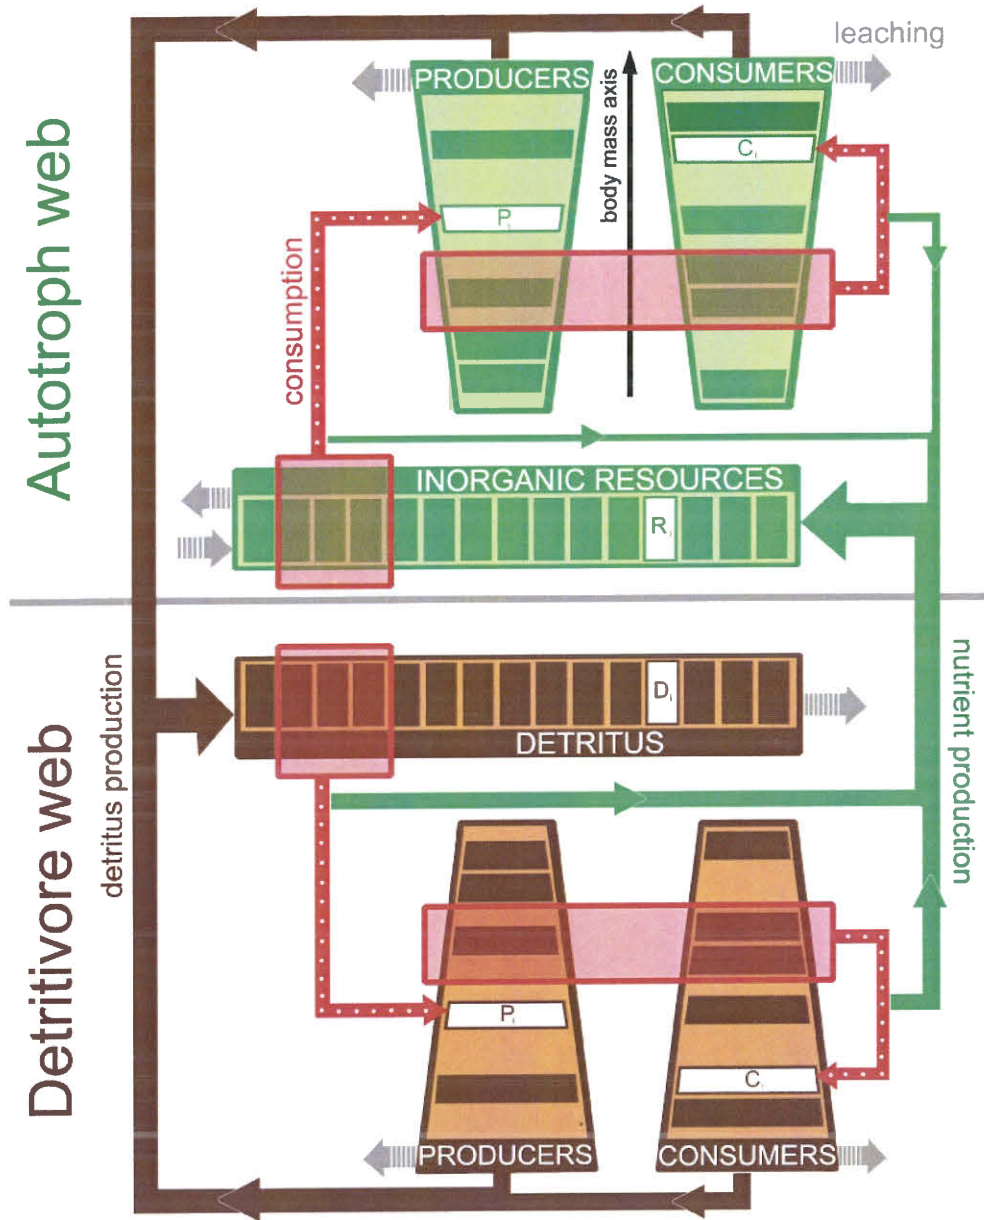 leaching
PRODUCERS
CONSUMERS
body mass axis
C i
P i
Autotroph web
consumption
INORGANIC RESOURCES
R i
detritus production
nutrient production
D i
DETRITUS
Detritivore web
P i
C i
PRODUCERS
CONSUMERS